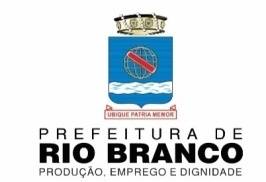 UBIQUE PATRIA MEMOR
PREFEITURA DE
RIO BRANCO
PRODUÇÃO, EMPREGO E DIGNIDADE